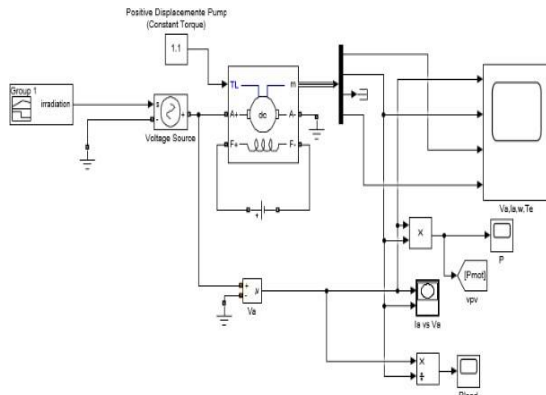 Positive Displacemente Pump
(Constant Torque)
1.1
Group 1
irradiation
s
-
+
Voltage Source
TL
m
A+
dc
A-
F+
F-
+
Va,Ia,w,Te
×
P
[Pmot]
vpv
+
-
v
Va
Ia vs Va
×
÷
Rload